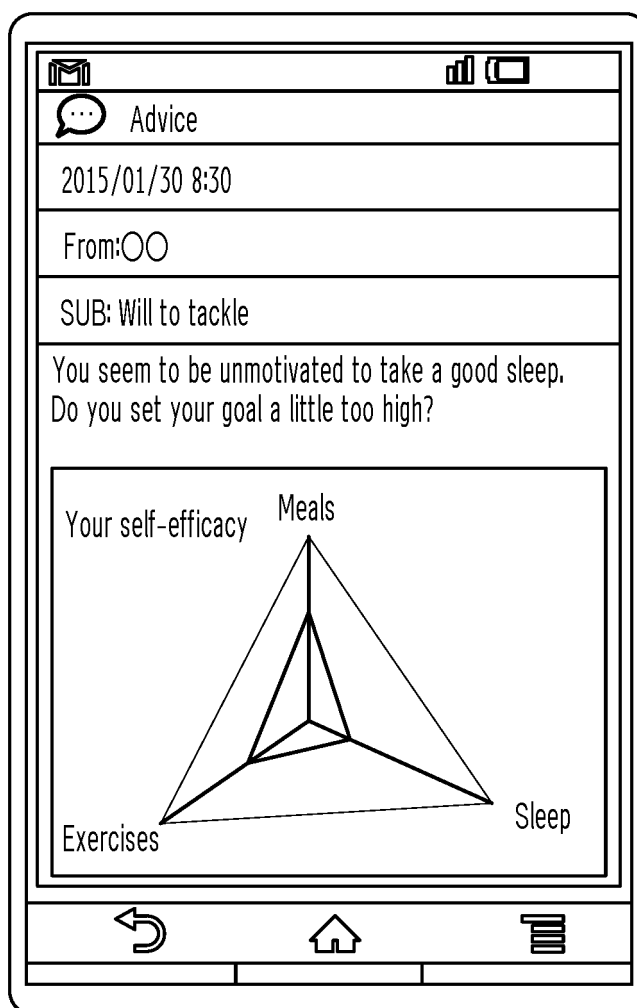 Advice
2015/01/30 8:30
From:○○
SUB: Will to tackle
You seem to be unmotivated to take a good sleep.
Do you set your goal a little too high?
Your self-efficacy
Meals
Exercises
Sleep